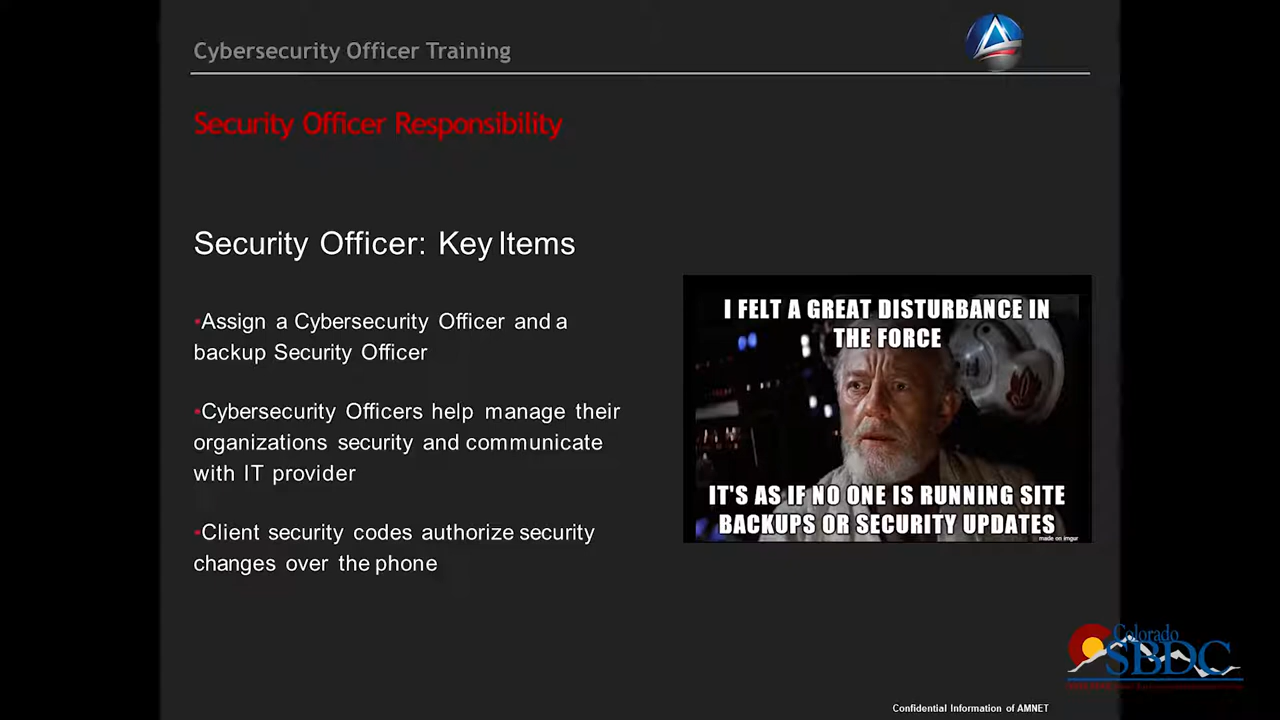 Cybersecurity Officer Training
Security Officer Responsibility
Security Officer: Key Items
•Assign a Cybersecurity Officer and a
backup Security Officer
•Cybersecurity Officers help manage their
organizations security and communicate
with IT provider
•Client security codes authorize security
changes over the phone
I FELT A GREAT DISTURBANCE IN
THE FORCE
IT'S AS IF NO ONE IS RUNNING SITE
BACKUPS OR SECURITY UPDATES
made on imgur
Colorado
SBDC
Confidential Information of AMNET